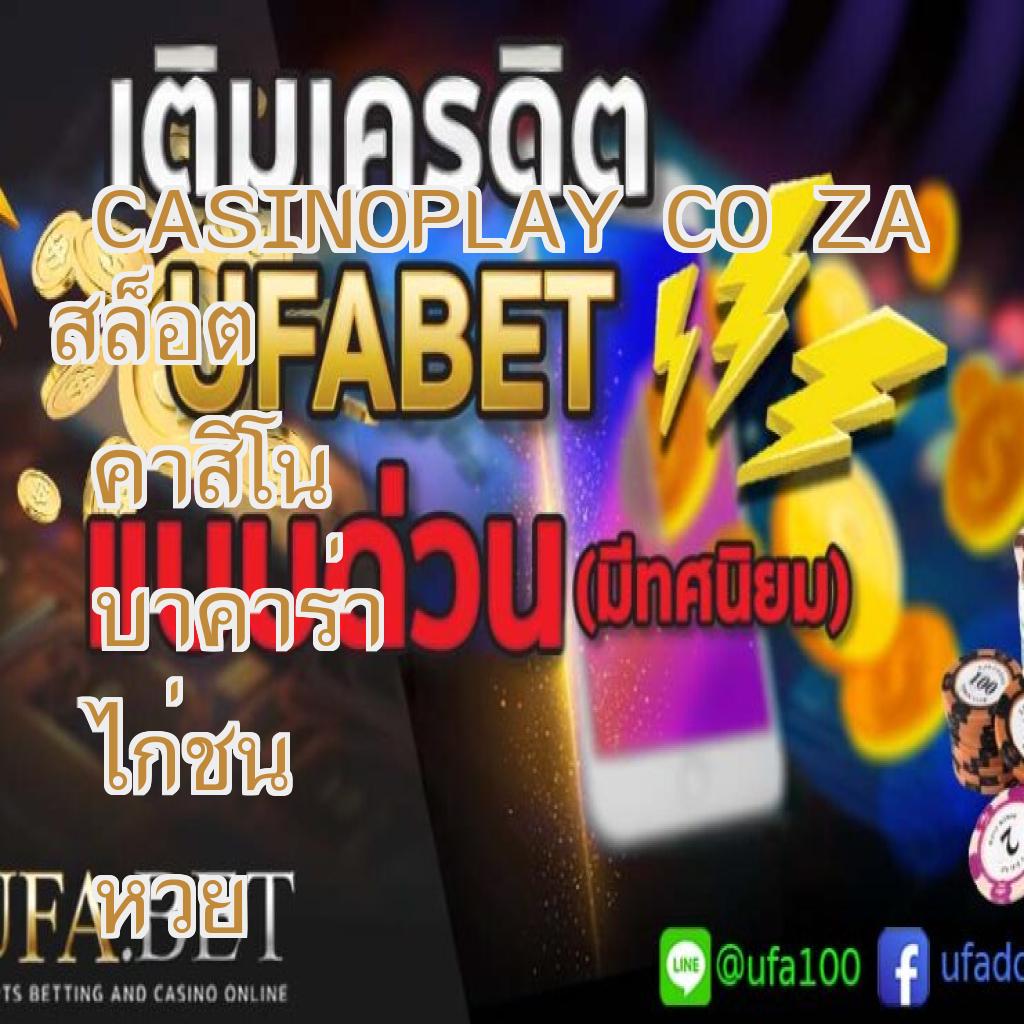 เติมเครดิต
CASINOPLAY CO ZA
สล็อต
UFABET
คาสิโน
แบบด่วน (มีทศนิยม)
บาคาร่า
ไก่ชน
หวย
UFA.BET
BETTING AND CASINO ONLINE
LINE @ufa100